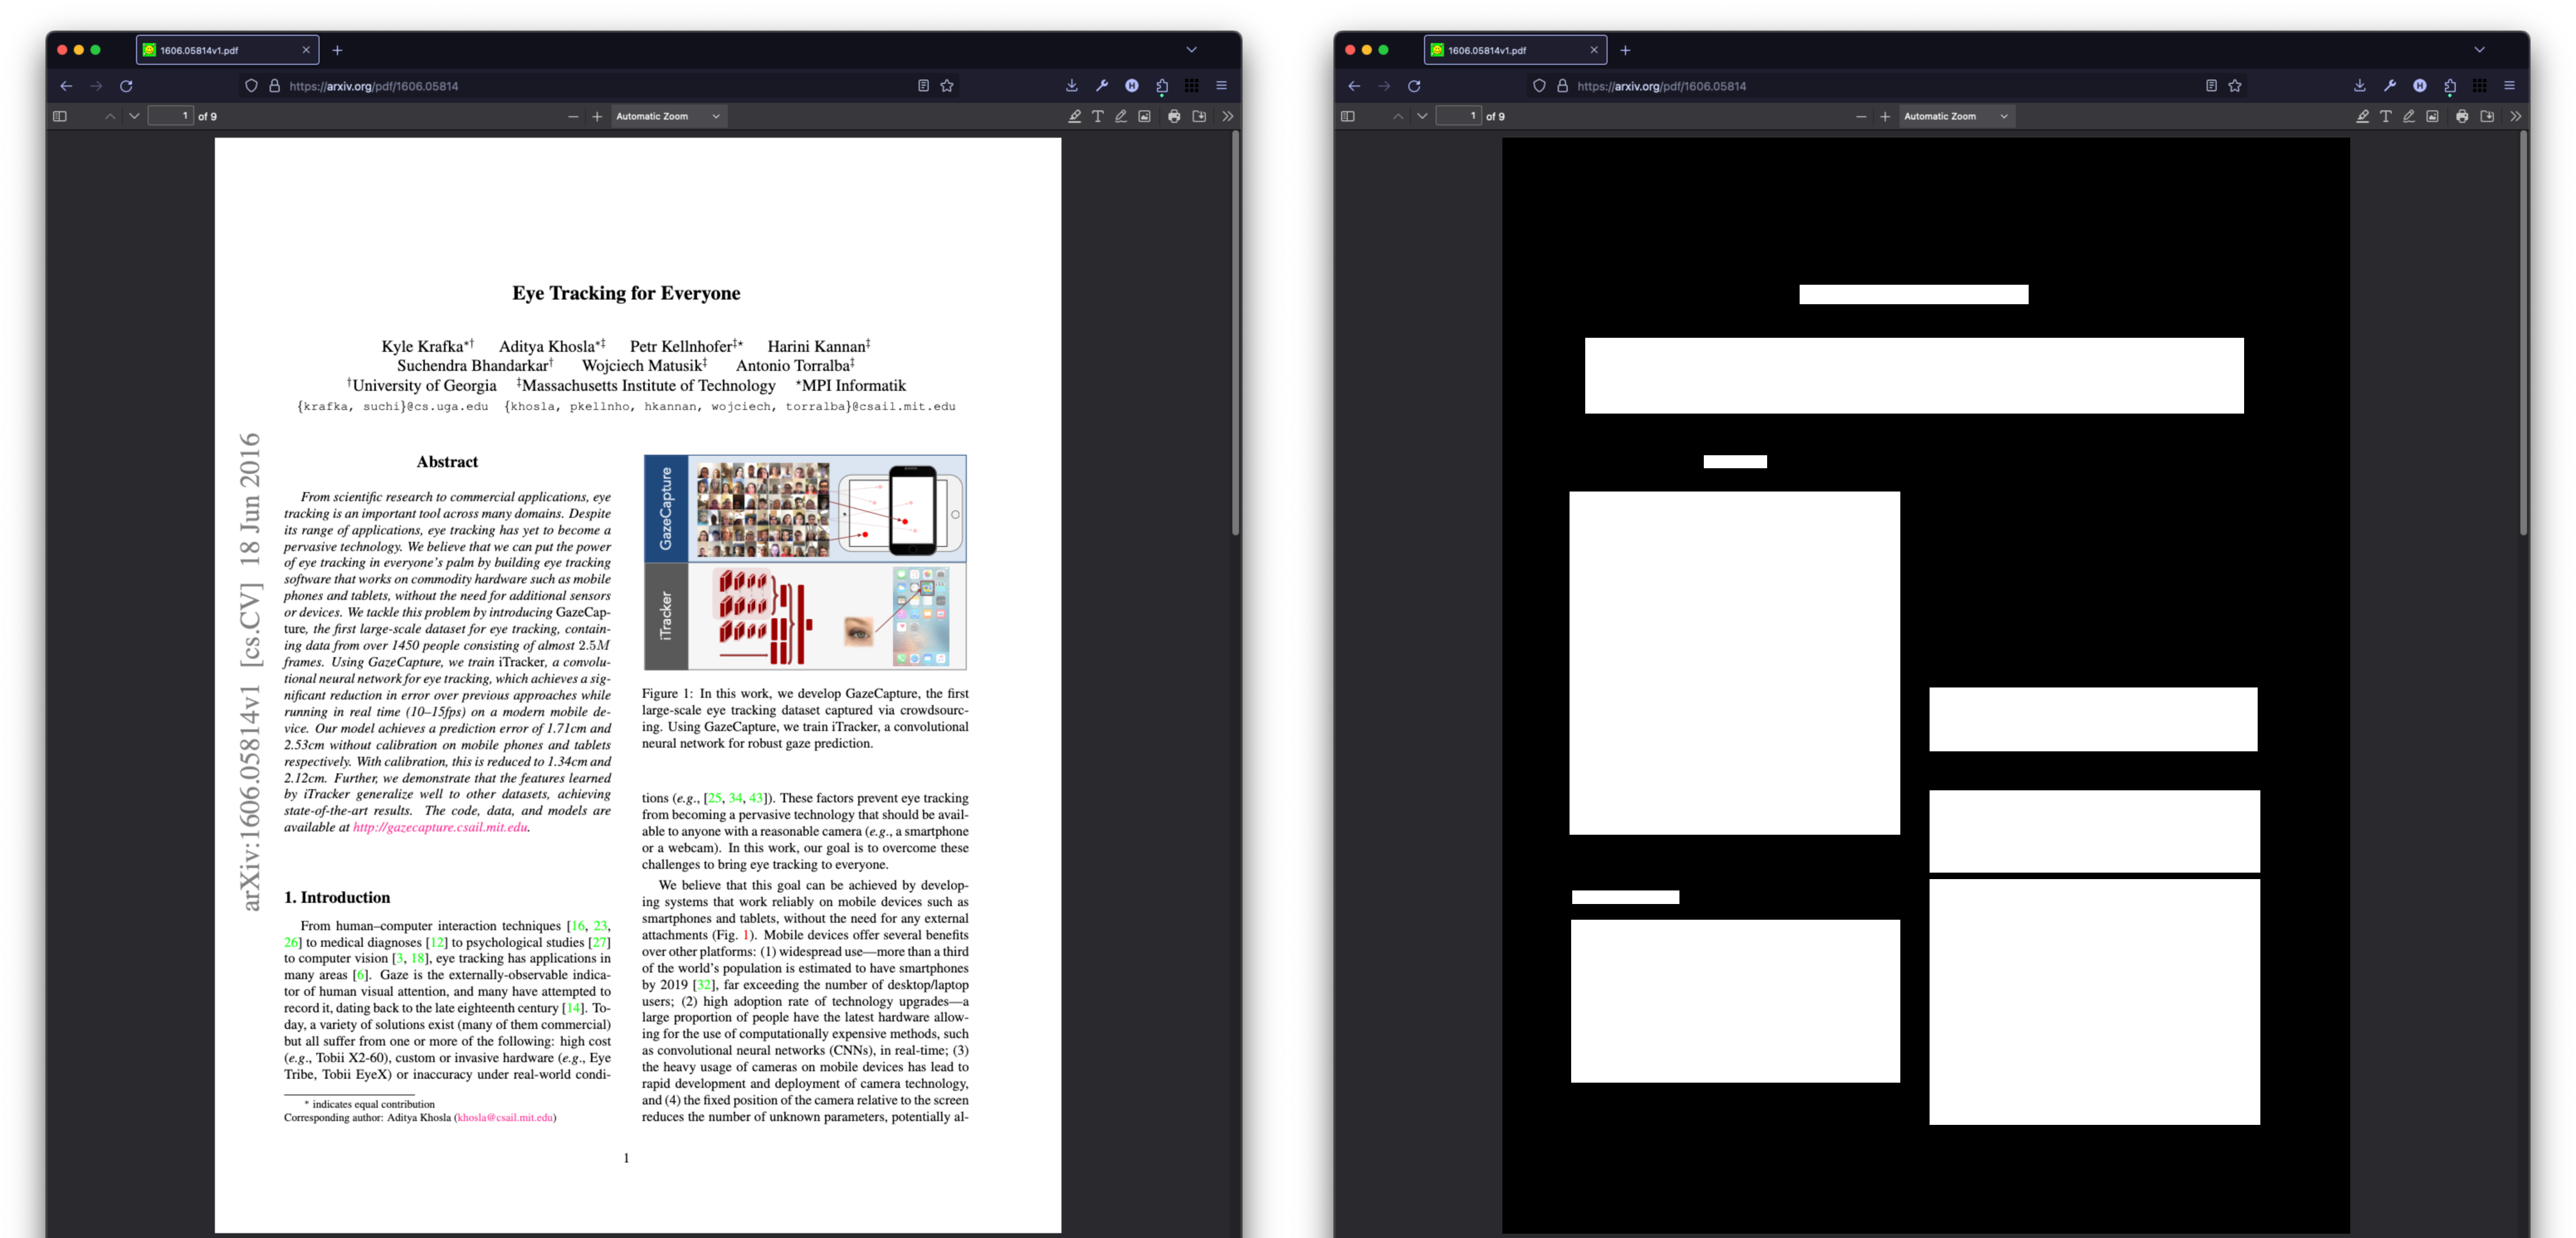 1606.05814v1.pdf
https://arxiv.org/pdf/1606.05814
1 of 9
Automatic Zoom
Eye Tracking for Everyone
Kyle Krafka*† Aditya Khosla*‡ Petr Kellnhofer‡⋆ Harini Kannan‡
Suchendra Bhandarkar† Wojciech Matusik‡ Antonio Torralba‡
†University of Georgia ‡Massachusetts Institute of Technology ⋆MPI Informatik
{krafka, suchi}@cs.uga.edu {khosla, pkellnho, hkannan, wojciech, torralba}@csail.mit.edu
arXiv:1606.05814v1 [cs.CV] 18 Jun 2016
Abstract
From scientific research to commercial applications, eye
tracking is an important tool across many domains. Despite
its range of applications, eye tracking has yet to become a
pervasive technology. We believe that we can put the power
of eye tracking in everyone's palm by building eye tracking
software that works on commodity hardware such as mobile
phones and tablets, without the need for additional sensors
or devices. We tackle this problem by introducing GazeCap-
ture, the first large-scale dataset for eye tracking, contain-
ing data from over 1450 people consisting of almost 2.5M
frames. Using GazeCapture, we train iTracker, a convolu-
tional neural network for eye tracking, which achieves a sig-
nificant reduction in error over previous approaches while
running in real time (10–15fps) on a modern mobile de-
vice. Our model achieves a prediction error of 1.71cm and
2.53cm without calibration on mobile phones and tablets
respectively. With calibration, this is reduced to 1.34cm and
2.12cm. Further, we demonstrate that the features learned
by iTracker generalize well to other datasets, achieving
state-of-the-art results. The code, data, and models are
available at http://gazecapture.csail.mit.edu.
1. Introduction
From human–computer interaction techniques [16, 23,
26] to medical diagnoses [12] to psychological studies [27]
to computer vision [3, 18], eye tracking has applications in
many areas [6]. Gaze is the externally-observable indica-
tor of human visual attention, and many have attempted to
record it, dating back to the late eighteenth century [14]. To-
day, a variety of solutions exist (many of them commercial)
but all suffer from one or more of the following: high cost
(e.g., Tobii X2-60), custom or invasive hardware (e.g., Eye
Tribe, Tobii EyeX) or inaccuracy under real-world condi-
* indicates equal contribution
Corresponding author: Aditya Khosla (khosla@csail.mit.edu)
GazeCapture
iTracker
Figure 1: In this work, we develop GazeCapture, the first
large-scale eye tracking dataset captured via crowdsourc-
ing. Using GazeCapture, we train iTracker, a convolutional
neural network for robust gaze prediction.
tions (e.g., [25, 34, 43]). These factors prevent eye tracking
from becoming a pervasive technology that should be avail-
able to anyone with a reasonable camera (e.g., a smartphone
or a webcam). In this work, our goal is to overcome these
challenges to bring eye tracking to everyone.
We believe that this goal can be achieved by develop-
ing systems that work reliably on mobile devices such as
smartphones and tablets, without the need for any external
attachments (Fig. 1). Mobile devices offer several benefits
over other platforms: (1) widespread use—more than a third
of the world's population is estimated to have smartphones
by 2019 [32], far exceeding the number of desktop/laptop
users; (2) high adoption rate of technology upgrades—a
large proportion of people have the latest hardware allow-
ing for the use of computationally expensive methods, such
as convolutional neural networks (CNNs), in real-time; (3)
the heavy usage of cameras on mobile devices has lead to
rapid development and deployment of camera technology,
and (4) the fixed position of the camera relative to the screen
reduces the number of unknown parameters, potentially al-
1
1606.05814v1.pdf
https://arxiv.org/pdf/1606.05814
1 of 9
Automatic Zoom